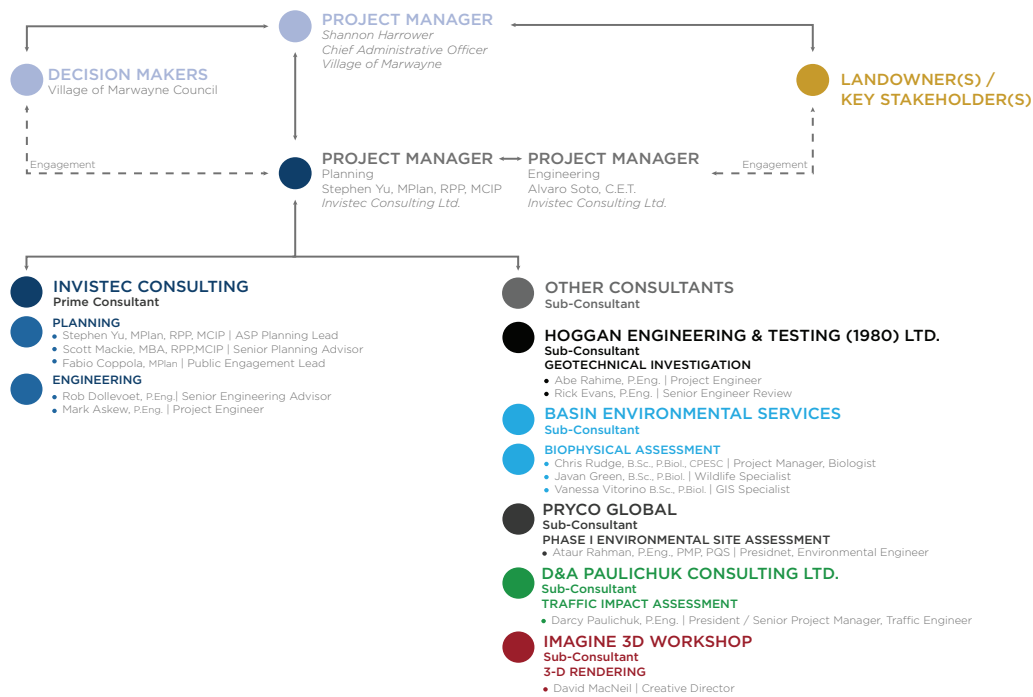 PROJECT MANAGER
Shannon Harrower
Chief Administrative Officer
Village of Marwayne
DECISION MAKERS
Village of Marwayne Council
LANDOWNER(S) /
KEY STAKEHOLDER(S)
Engagement
PROJECT MANAGER
Planning
Stephen Yu, MPlan, RPP, MCIP
Invistec Consulting Ltd.
PROJECT MANAGER
Engineering
Alvaro Soto, C.E.T.
Invistec Consulting Ltd.
Engagement
INVISTEC CONSULTING
Prime Consultant
PLANNING
• Stephen Yu, MPlan, RPP, MCIP | ASP Planning Lead
• Scott Mackie, MBA, RPP,MCIP | Senior Planning Advisor
• Fabio Coppola, MPlan | Public Engagement Lead
ENGINEERING
• Rob Dollevoet, P.Eng.| Senior Engineering Advisor
• Mark Askew, P.Eng. | Project Engineer
OTHER CONSULTANTS
Sub-Consultant
HOGGAN ENGINEERING & TESTING (1980) LTD.
Sub-Consultant
GEOTECHNICAL INVESTIGATION
• Abe Rahime, P.Eng. | Project Engineer
• Rick Evans, P.Eng. | Senior Engineer Review
BASIN ENVIRONMENTAL SERVICES
Sub-Consultant
BIOPHYSICAL ASSESSMENT
• Chris Rudge, B.Sc., P.Biol., CPESC | Project Manager, Biologist
• Javan Green, B.Sc., P.Biol. | Wildlife Specialist
• Vanessa Vitorino B.Sc., P.Biol. | GIS Specialist
PRYCO GLOBAL
Sub-Consultant
PHASE I ENVIRONMENTAL SITE ASSESSMENT
• Ataur Rahman, P.Eng., PMP, PQS | Presidnet, Environmental Engineer
D&A PAULICHUK CONSULTING LTD.
Sub-Consultant
TRAFFIC IMPACT ASSESSMENT
• Darcy Paulichuk, P.Eng. | President / Senior Project Manager, Traffic Engineer
IMAGINE 3D WORKSHOP
Sub-Consultant
3-D RENDERING
• David MacNeil | Creative Director